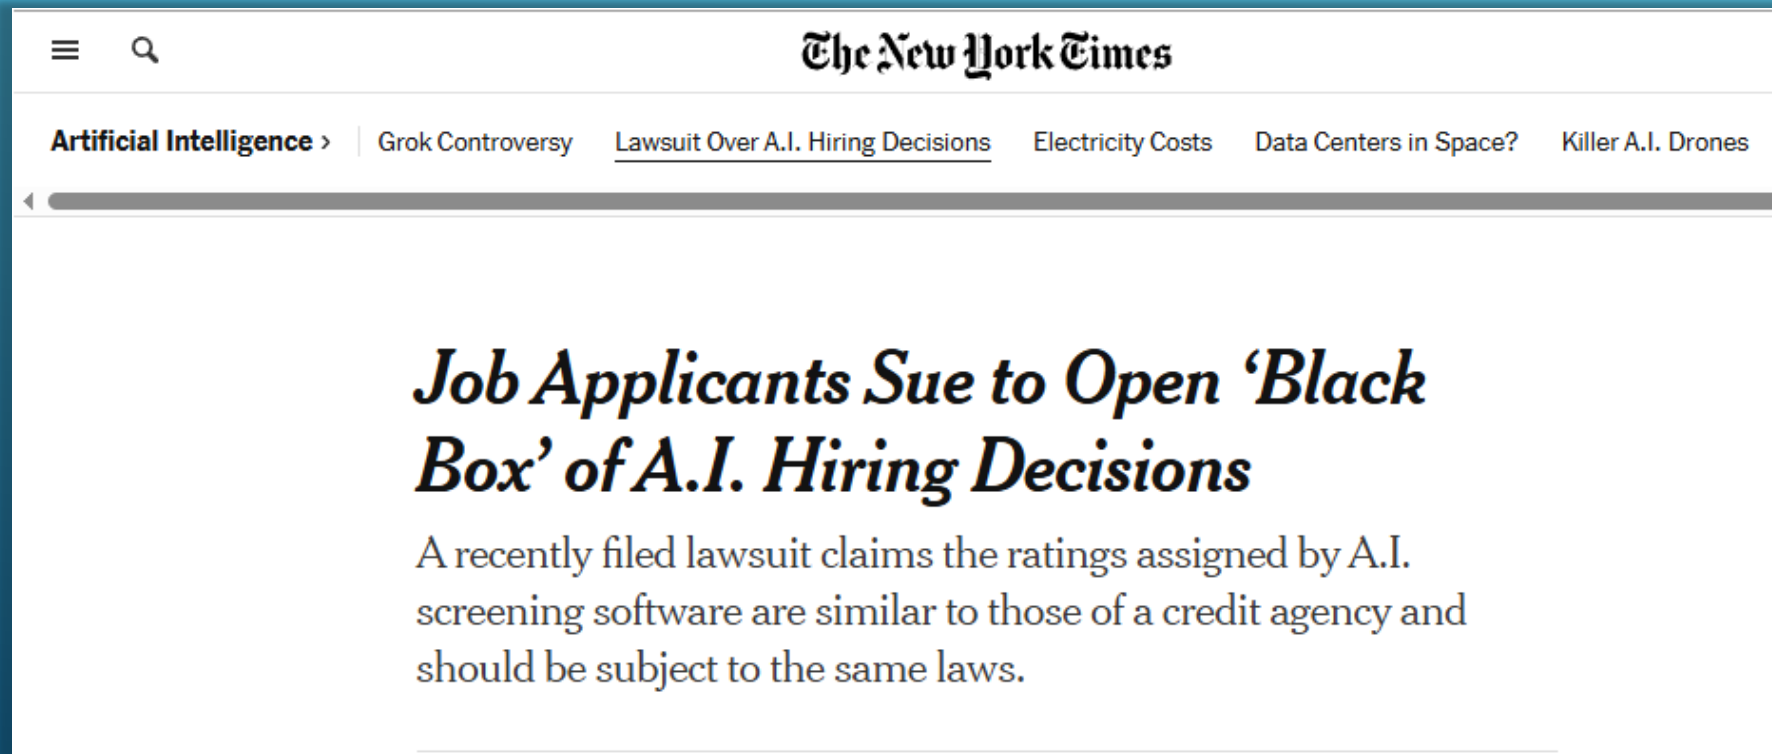 The New York Times
Artificial Intelligence › Grok Controversy Lawsuit Over A.I. Hiring Decisions Electricity Costs Data Centers in Space? Killer A.I. Drones
Job Applicants Sue to Open ‘Black
Box’ of A.I. Hiring Decisions
A recently filed lawsuit claims the ratings assigned by A.I.
screening software are similar to those of a credit agency and
should be subject to the same laws.